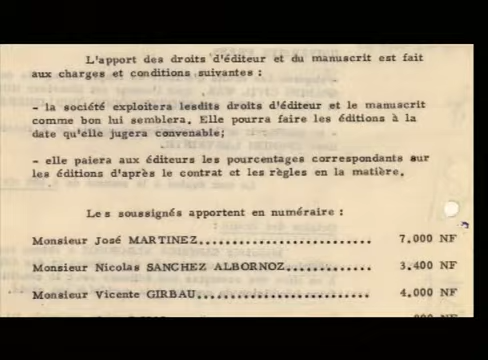 L'apport des droits d'éditeur et du manuscrit est fait
aux charges et conditions suivantes :
- la société exploitera lesdits droits d'éditeur et le manuscrit
comme bon lui semblera. Elle pourra faire les éditions à la
date qu'elle jugera convenable;
- elle paiera aux éditeurs les pourcentages correspondants sur
les éditions d'après le contrat et les règles en la matière.
Les soussignés apportent en numéraire :
Monsieur José MARTINEZ.......................... 7.000 NF
Monsieur Nicolas SANCHEZ ALBORNOZ............. 3.400 NF
Monsieur Vicente GIRBAU.......................... 4.000 NF